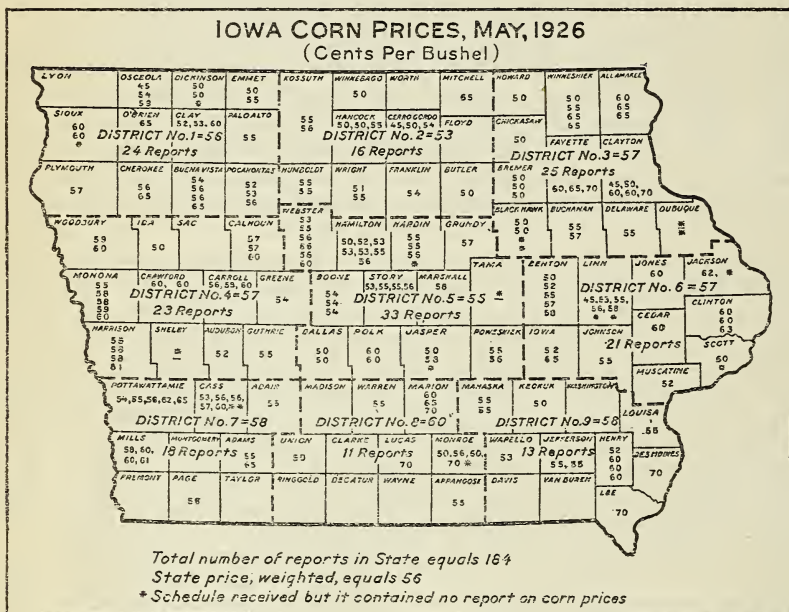 IOWA CORN PRICES, MAY, 1926
(Cents Per Bushel)
LYON
OSCEOLA
45
54
59
DICKINSON
50
50
*
EMMET
50
55
KOSSUTH
55
56
WINNEBAGO
50
WORTH
MITCHELL
65
HOWARD
50
WINNESHIEK
50
55
65
65
ALLAMAKEE
60
65
65
SIOUX
60
60
*
O'BRIEN
65
CLAY
52, 53, 60
PALO ALTO
55
HANCOCK
50, 50, 55
CERRO GORDO
45, 50, 54
FLOYD
CHICKASAW
50
DISTRICT No. 1=56
24 Reports
DISTRICT No. 2=53
16 Reports
DISTRICT No. 3=57
25 Reports
FAYETTE
60, 65, 70
CLAYTON
45, 50,
60, 60, 70
PLYMOUTH
57
CHEROKEE
56
65
BUENA VISTA
54
56
56
65
POCAHONTAS
52
53
56
HUMBOLDT
55
55
WRIGHT
51
55
FRANKLIN
54
BUTLER
50
BREMER
50
50
50
WOODBURY
59
60
IDA
50
SAC
CALHOUN
57
57
60
WEBSTER
53
55
56
56
56
60
HAMILTON
50, 52, 53
53, 53, 55
56
HARDIN
55
55
55
56
*
GRUNDY
57
BLACK HAWK
50
50
*
BUCHANAN
55
57
DELAWARE
55
DUBUQUE
MONONA
55
58
58
58
59
60
CRAWFORD
60, 60
CARROLL
56, 59, 60
GREENE
54
DISTRICT No. 4=57
23 Reports
BOONE
54
54
54
STORY
53, 55, 55, 56
MARSHALL
56
TAMA
*
DISTRICT No. 5=55
33 Reports
BENTON
50
52
55
57
58
LINN
45, 53, 55,
56, 58 *
JONES
60
JACKSON
62, *
DISTRICT No. 6=57
21 Reports
CEDAR
60
CLINTON
60
60
63
SCOTT
50
*
HARRISON
55
58
58
61
SHELBY
AUDUBON
52
GUTHRIE
55
DALLAS
50
50
POLK
60
60
JASPER
50
53
*
POWESHIEK
55
56
IOWA
52
65
JOHNSON
55
MUSCATINE
52
POTTAWATTAMIE
54, 55, 56, 62, 65
CASS
53, 56, 56,
57, 60, * *
ADAIR
55
DISTRICT No. 7=58
18 Reports
MADISON
WARREN
55
MARION
60
65
70
DISTRICT No. 8=60
11 Reports
MAHASKA
55
55
KEOKUK
50
WASHINGTON
DISTRICT No. 9=58
13 Reports
LOUISA
55
MILLS
58, 60,
60, 61
MONTGOMERY
ADAMS
55
65
UNION
50
CLARKE
LUCAS
70
MONROE
50, 56, 60,
70 *
WAPELLO
53
JEFFERSON
55, 55
HENRY
52
60
60
60
DES MOINES
70
FREMONT
PAGE
58
TAYLOR
RINGGOLD
DECATUR
WAYNE
APPANOOSE
55
DAVIS
VAN BUREN
LEE
70
Total number of reports in State equals 184
State price, weighted, equals 56
* Schedule received but it contained no report on corn prices